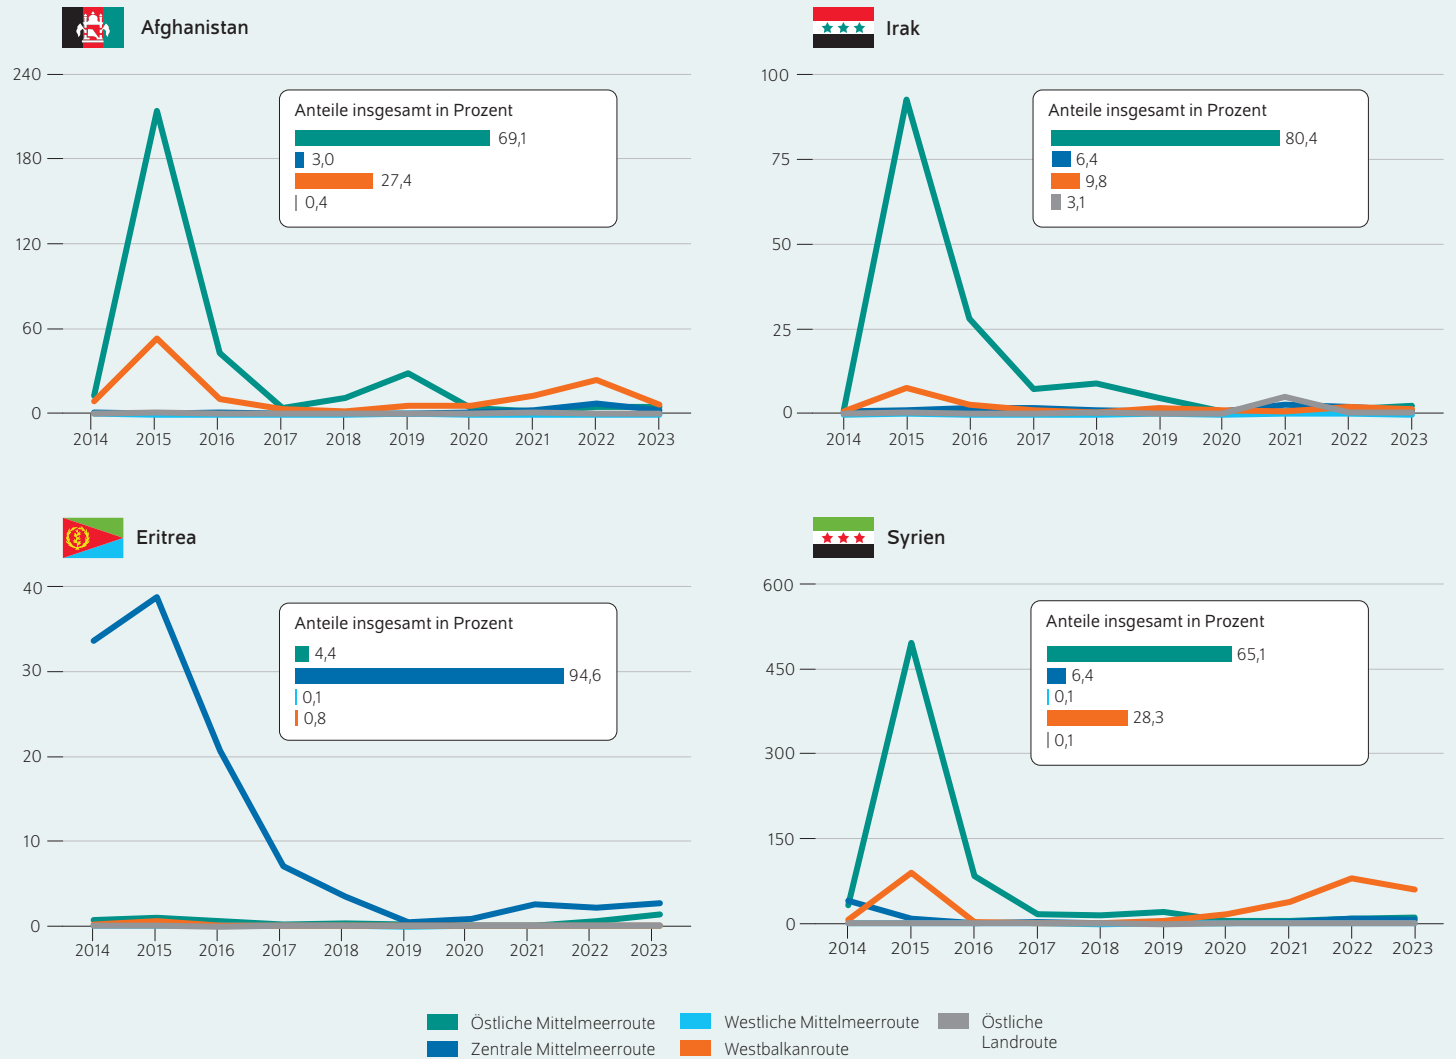 Afghanistan
240
180
120
60
0
2014 2015 2016 2017 2018 2019 2020 2021 2022 2023
Anteile insgesamt in Prozent
69,1
3,0
27,4
0,4
Irak
100
75
50
25
0
2014 2015 2016 2017 2018 2019 2020 2021 2022 2023
Anteile insgesamt in Prozent
80,4
6,4
9,8
3,1
Eritrea
40
30
20
10
0
2014 2015 2016 2017 2018 2019 2020 2021 2022 2023
Anteile insgesamt in Prozent
4,4
94,6
0,1
0,8
Syrien
600
450
300
150
0
2014 2015 2016 2017 2018 2019 2020 2021 2022 2023
Anteile insgesamt in Prozent
65,1
6,4
0,1
28,3
0,1
Östliche Mittelmeerroute
Zentrale Mittelmeerroute
Westliche Mittelmeerroute
Westbalkanroute
Östliche
Landroute